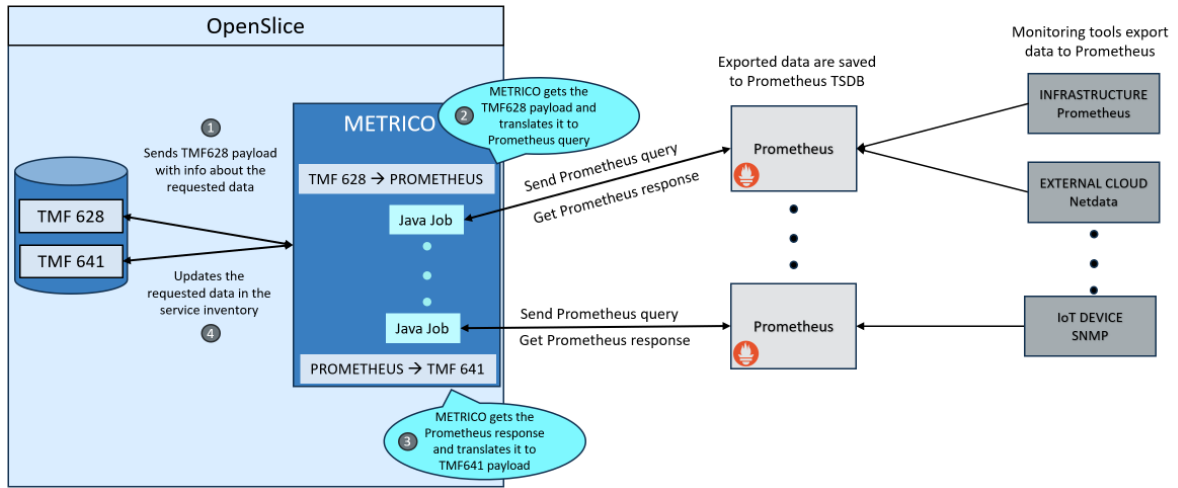 OpenSlice
1
Sends TMF628 payload
with info about the
requested data
TMF 628
TMF 641
Updates the
requested data in the
service inventory
4
METRICO
2
METRICO gets the
TMF628 payload and
translates it to
Prometheus query
TMF 628 → PROMETHEUS
Java Job
Java Job
PROMETHEUS → TMF 641
3
METRICO gets the
Prometheus response
and translates it to
TMF641 payload
Send Prometheus query
Get Prometheus response
Send Prometheus query
Get Prometheus response
Exported data are saved
to Prometheus TSDB
Prometheus
Prometheus
Monitoring tools export
data to Prometheus
INFRASTRUCTURE
Prometheus
EXTERNAL CLOUD
Netdata
IoT DEVICE
SNMP